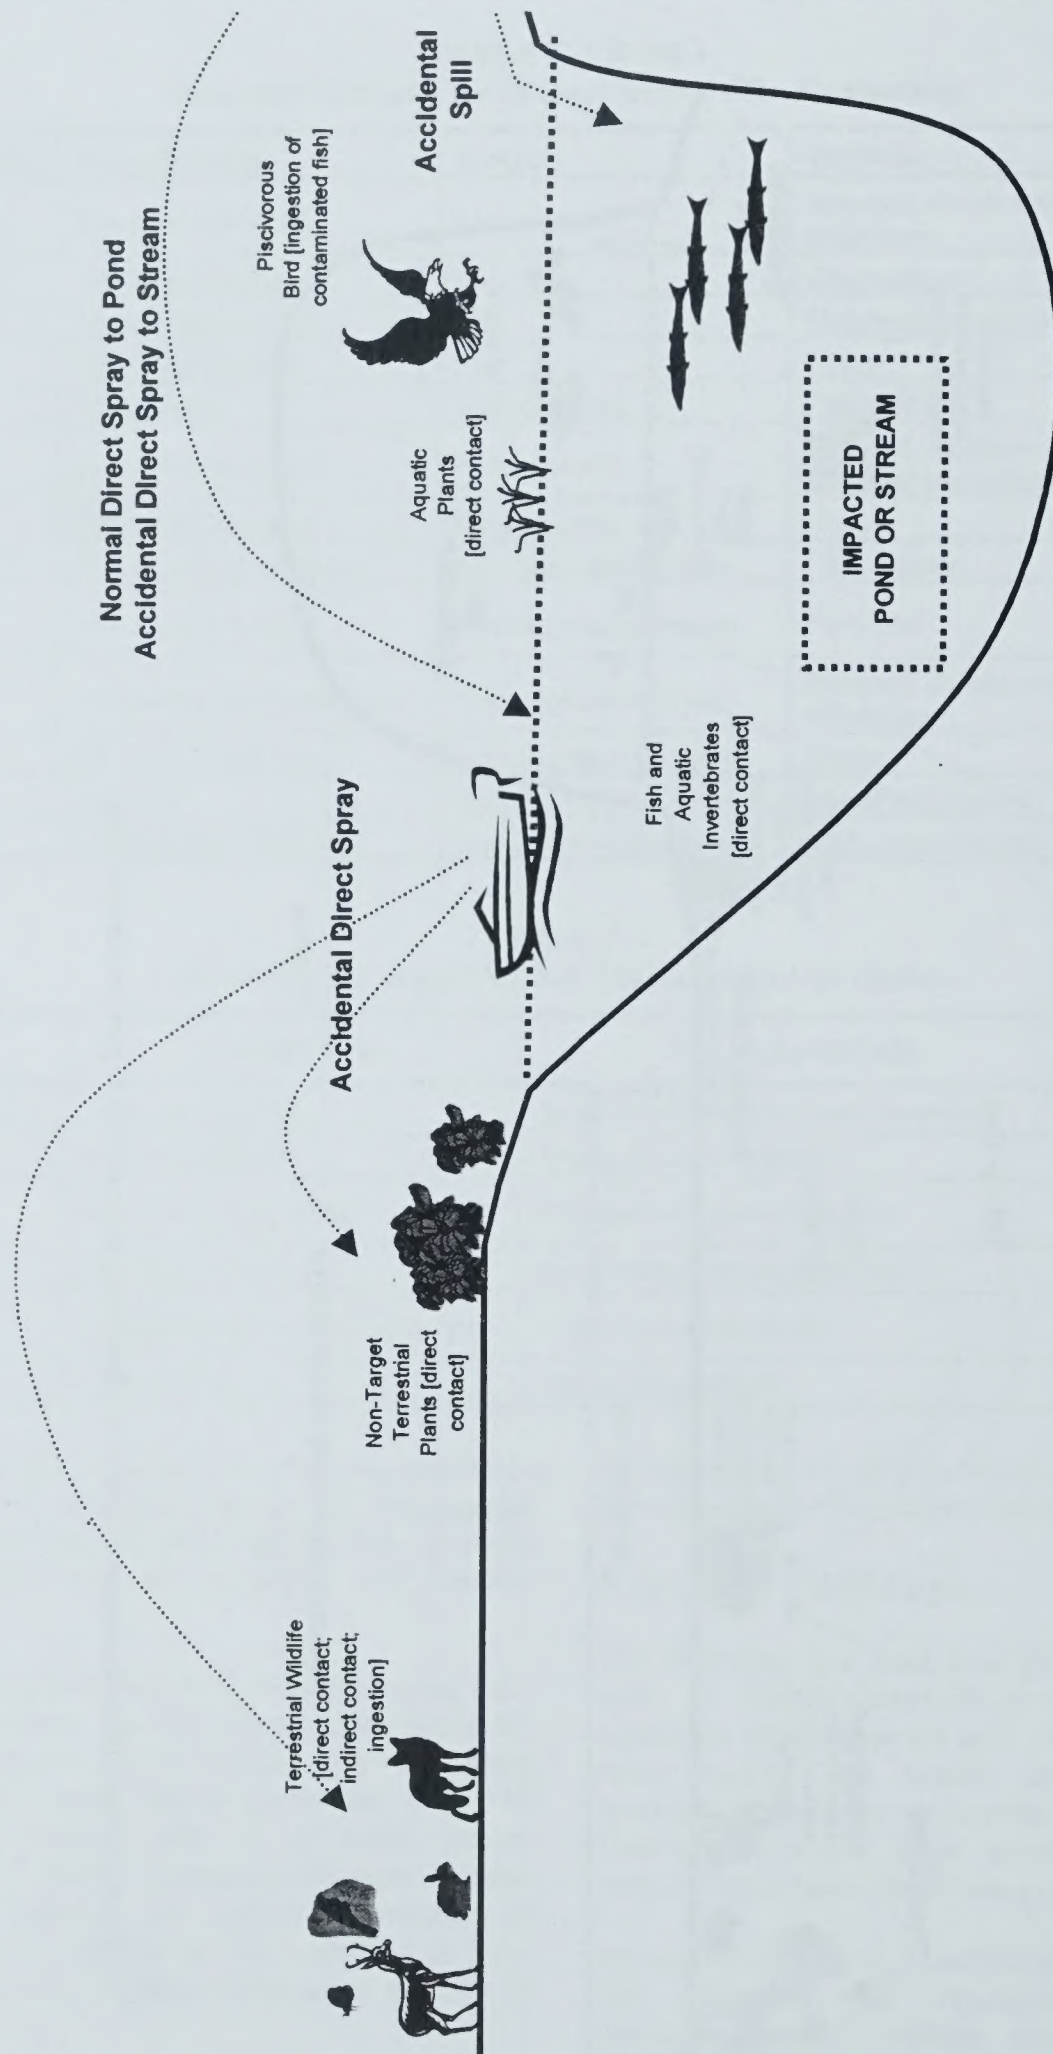 Normal Direct Spray to Pond
Accidental Direct Spray to Stream
Accidental Direct Spray
Terrestrial Wildlife
[direct contact;
indirect contact;
ingestion]
Non-Target
Terrestrial
Plants [direct
contact]
Piscivorous
Bird [ingestion of
contaminated fish]
Aquatic
Plants
[direct contact]
Accidental
Spill
Fish and
Aquatic
Invertebrates
[direct contact]
IMPACTED
POND OR STREAM